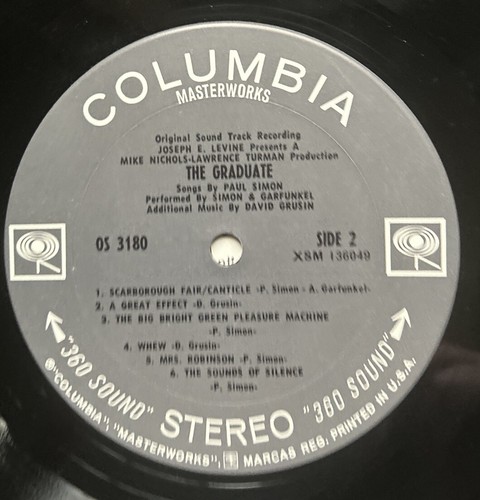 COLUMBIA
MASTERWORKS
Original Sound Track Recording
JOSEPH E. LEVINE Presents A
MIKE NICHOLS-LAWRENCE TURMAN Production
THE GRADUATE
Songs By PAUL SIMON
Performed By SIMON & GARFUNKEL
Additional Music By DAVID GRUSIN
OS 3180
SIDE 2
XSM 136049
1. SCARBOROUGH FAIR/CANTICLE -P. Simon - A. Garfunkel-
2. A GREAT EFFECT -D. Grusin-
3. THE BIG BRIGHT GREEN PLEASURE MACHINE
-P. Simon-
4. WHEW -D. Grusin-
5. MRS. ROBINSON -P. Simon-
6. THE SOUNDS OF SILENCE
-P. Simon-
"360 SOUND" STEREO "360 SOUND"
® "COLUMBIA", "MASTERWORKS", MARCAS REG. PRINTED IN U.S.A.